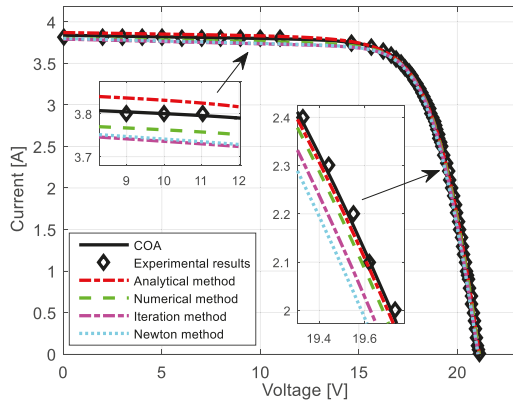 4
3.5
3
2.5
2
1.5
1
0.5
0
Current [A]
3.8
3.7
9 10 11 12
2.4
2.3
2.2
2.1
2
19.4 19.6
COA
Experimental results
Analytical method
Numerical method
Iteration method
Newton method
0 5 10 15 20
Voltage [V]